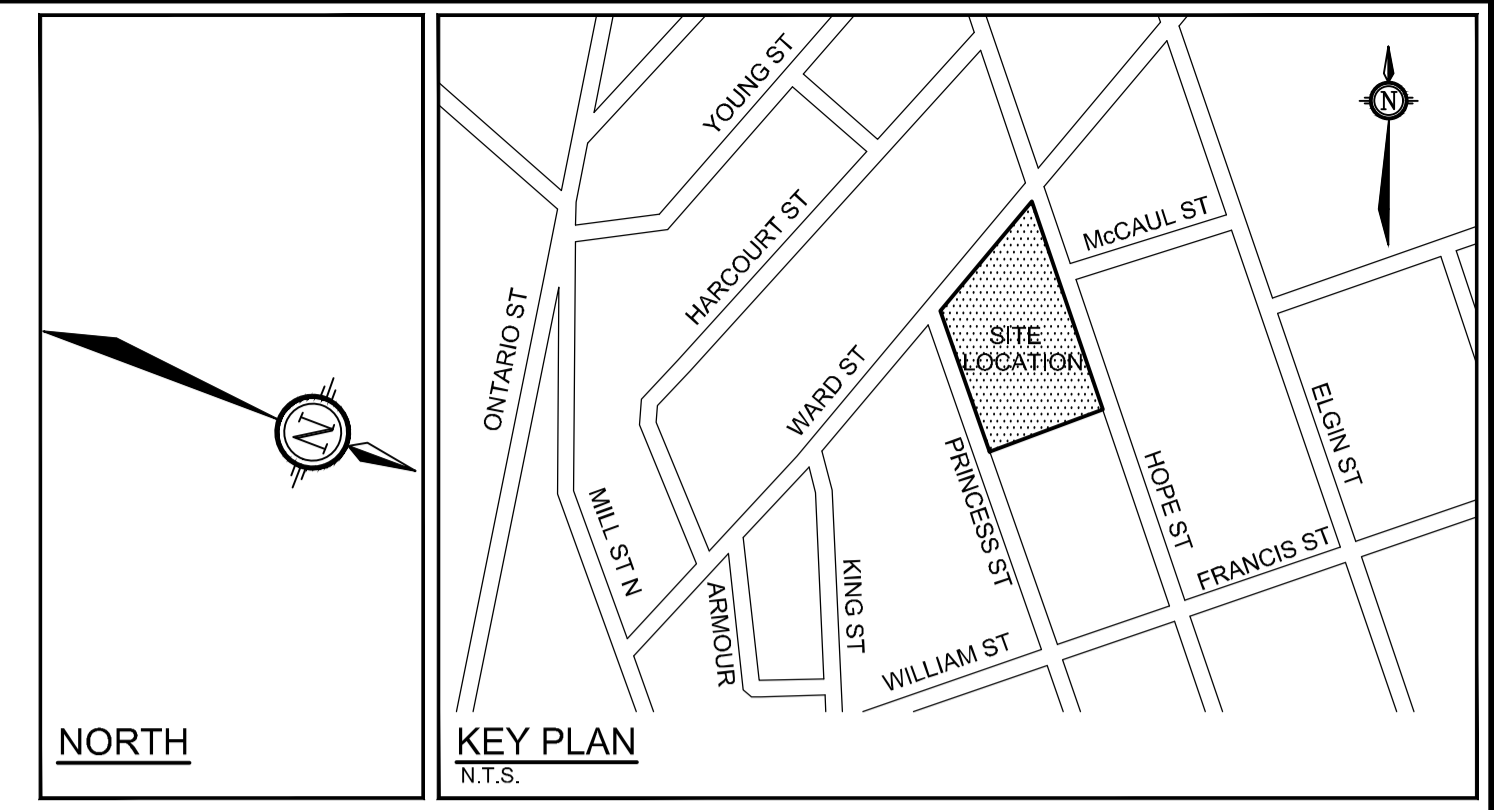 N
NORTH
YOUNG ST
N
HARCOURT ST
McCAUL ST
ONTARIO ST
SITE
LOCATION
WARD ST
ELGIN ST
PRINCESS ST
HOPE ST
MILL ST N
FRANCIS ST
KING ST
ARMOUR
WILLIAM ST
KEY PLAN
N.T.S.